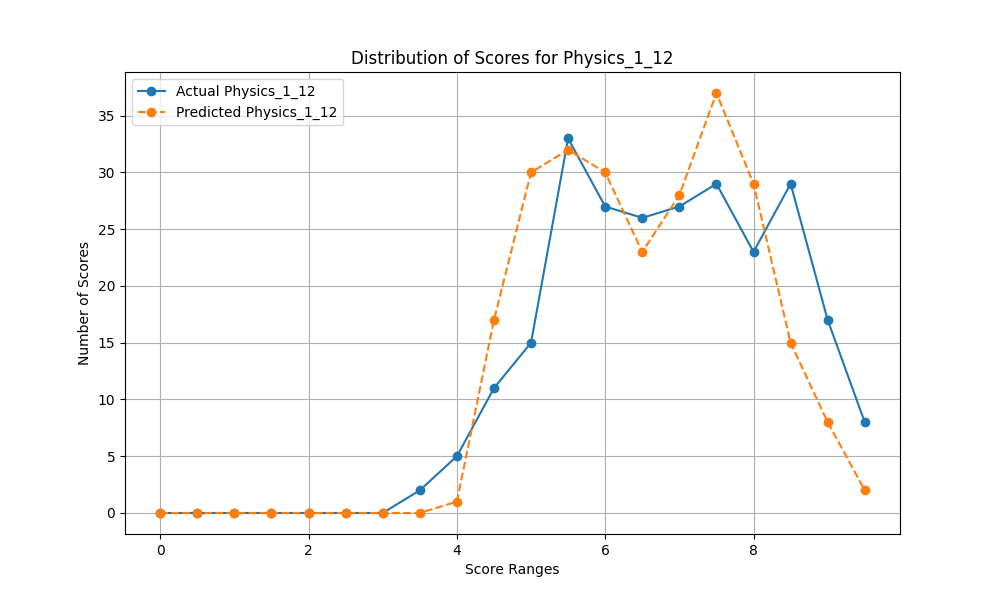 Distribution of Scores for Physics_1_12
Actual Physics_1_12
Predicted Physics_1_12
Number of Scores
35
30
25
20
15
10
5
0
0 2 4 6 8
Score Ranges